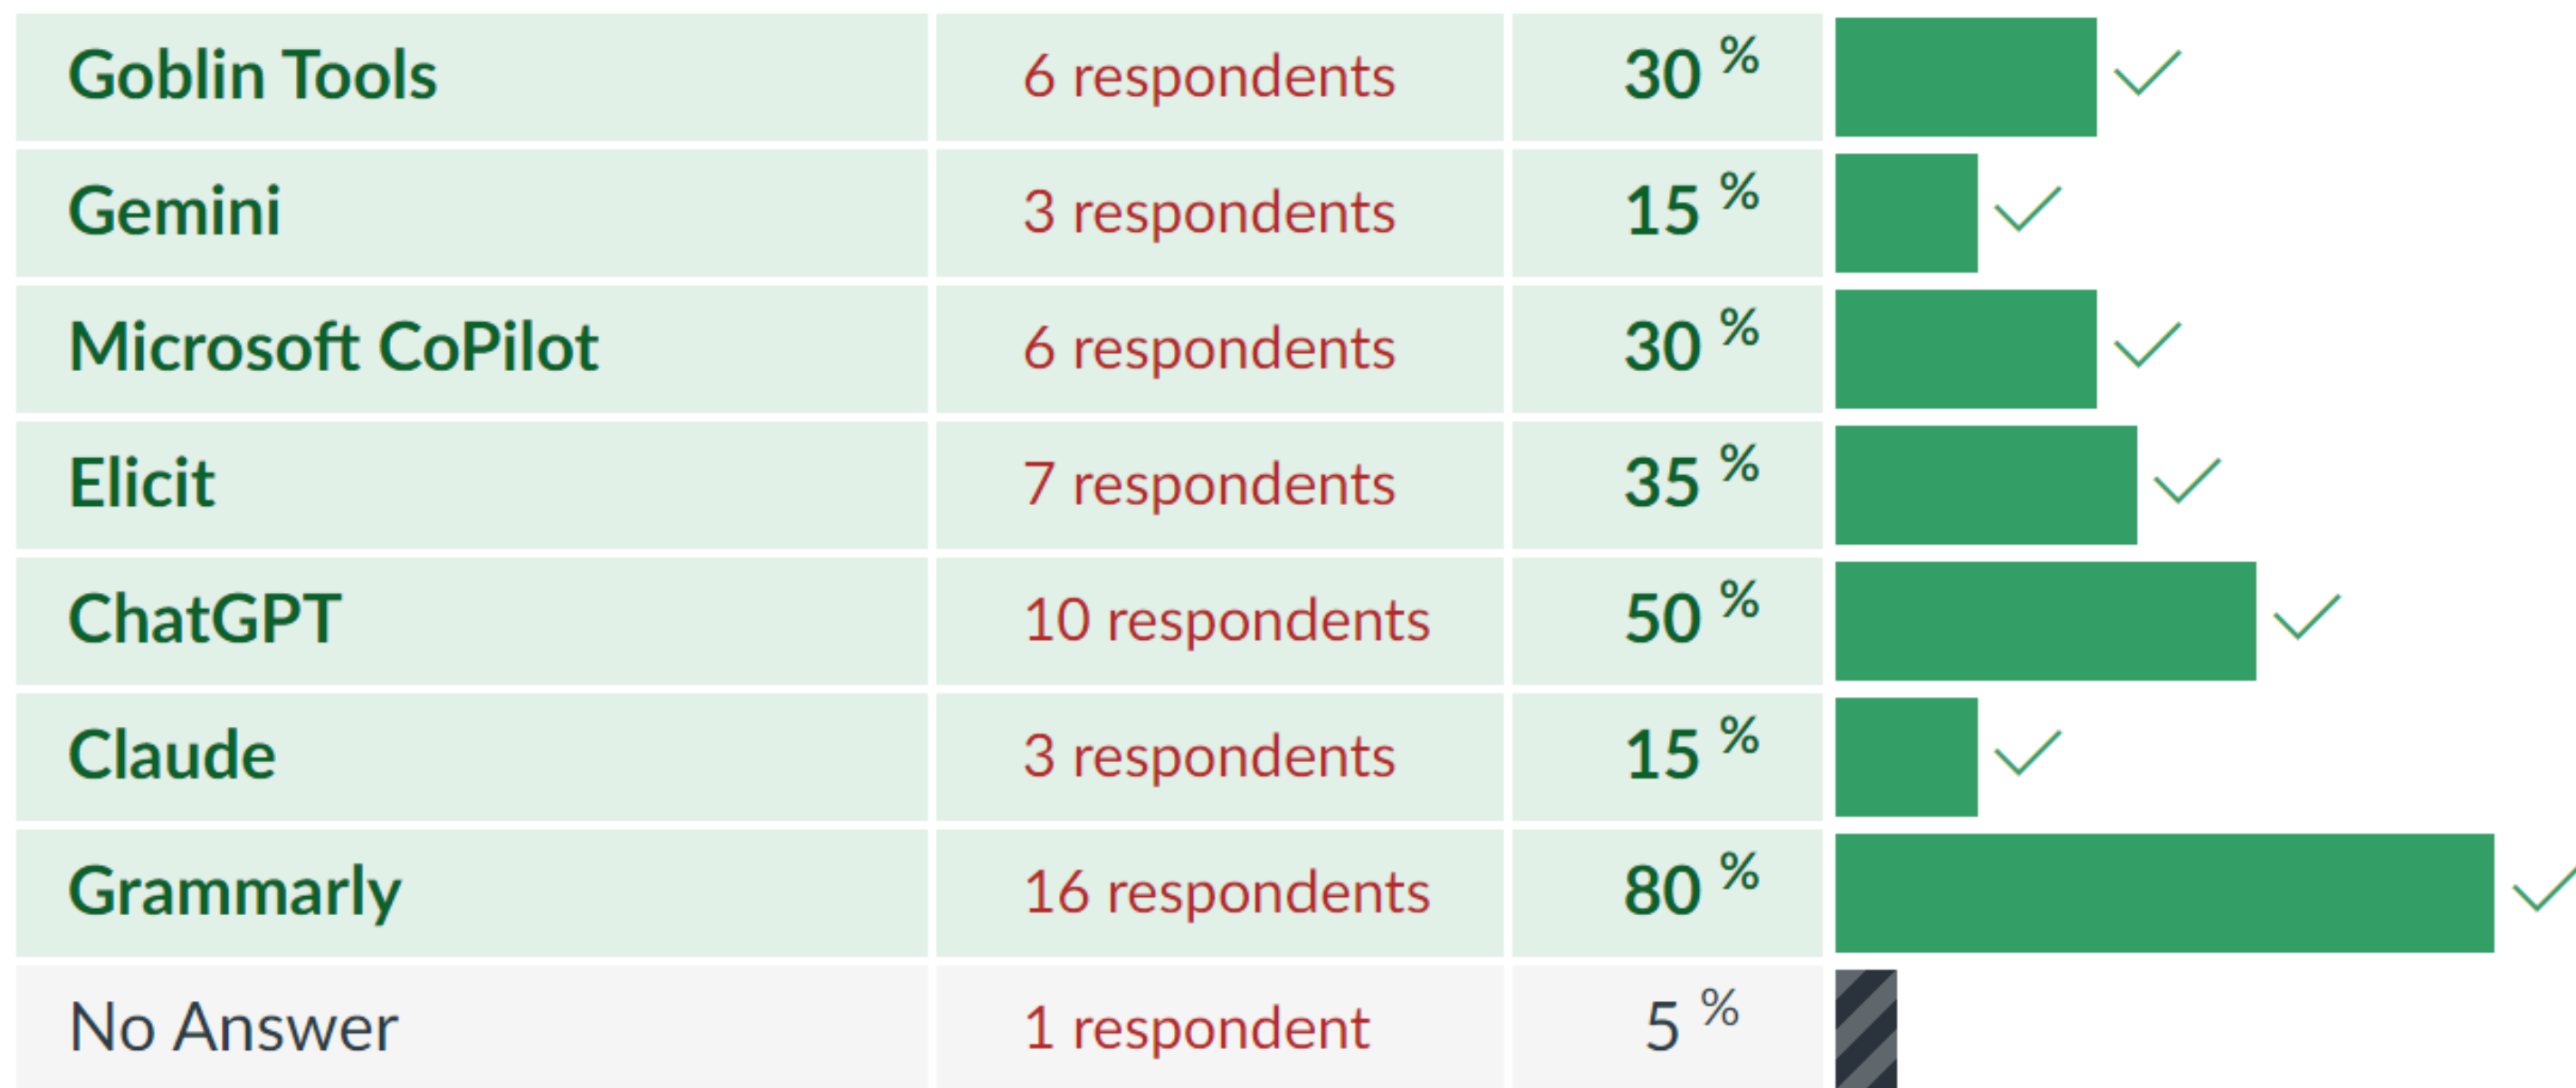 Goblin Tools 6 respondents 30 %
Gemini 3 respondents 15 %
Microsoft CoPilot 6 respondents 30 %
Elicit 7 respondents 35 %
ChatGPT 10 respondents 50 %
Claude 3 respondents 15 %
Grammarly 16 respondents 80 %
No Answer 1 respondent 5 %